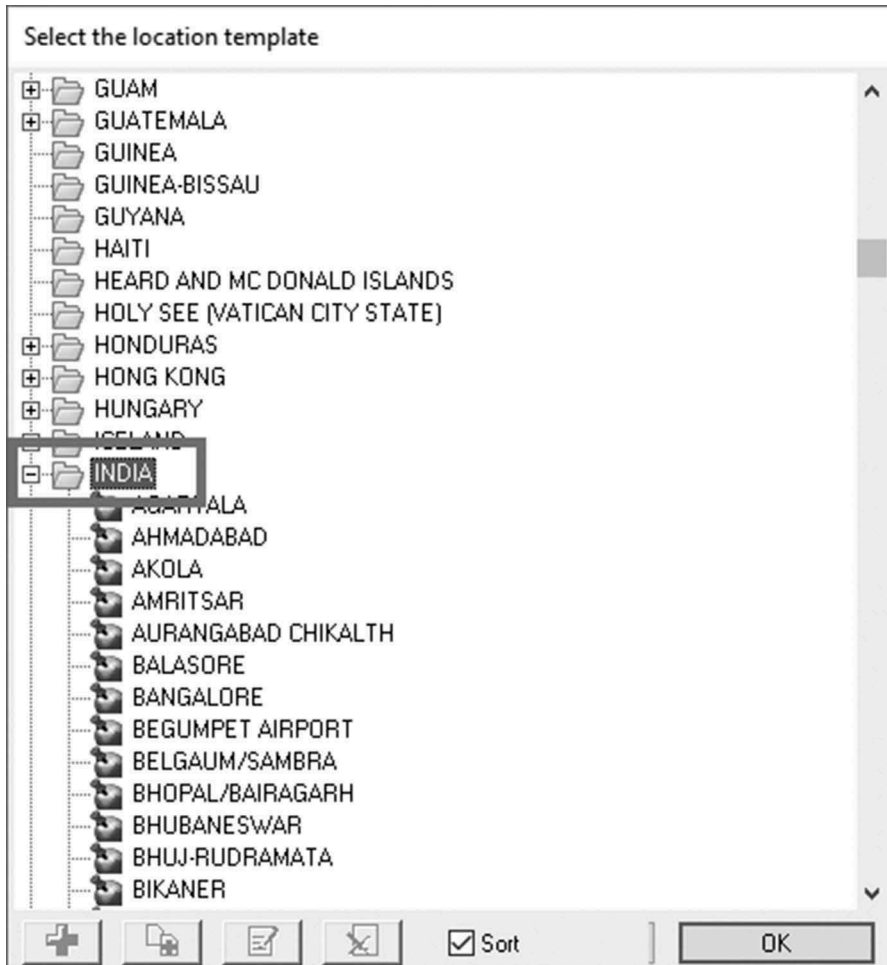 Select the location template
GUAM
GUATEMALA
GUINEA
GUINEA-BISSAU
GUYANA
HAITI
HEARD AND MC DONALD ISLANDS
HOLY SEE (VATICAN CITY STATE)
HONDURAS
HONG KONG
HUNGARY
ICELAND
INDIA
AGARTALA
AHMADABAD
AKOLA
AMRITSAR
AURANGABAD CHIKALTH
BALASORE
BANGALORE
BEGUMPET AIRPORT
BELGAUM/SAMBRA
BHOPAL/BAIRAGARH
BHUBANESWAR
BHUJ-RUDRAMATA
BIKANER
Sort
OK